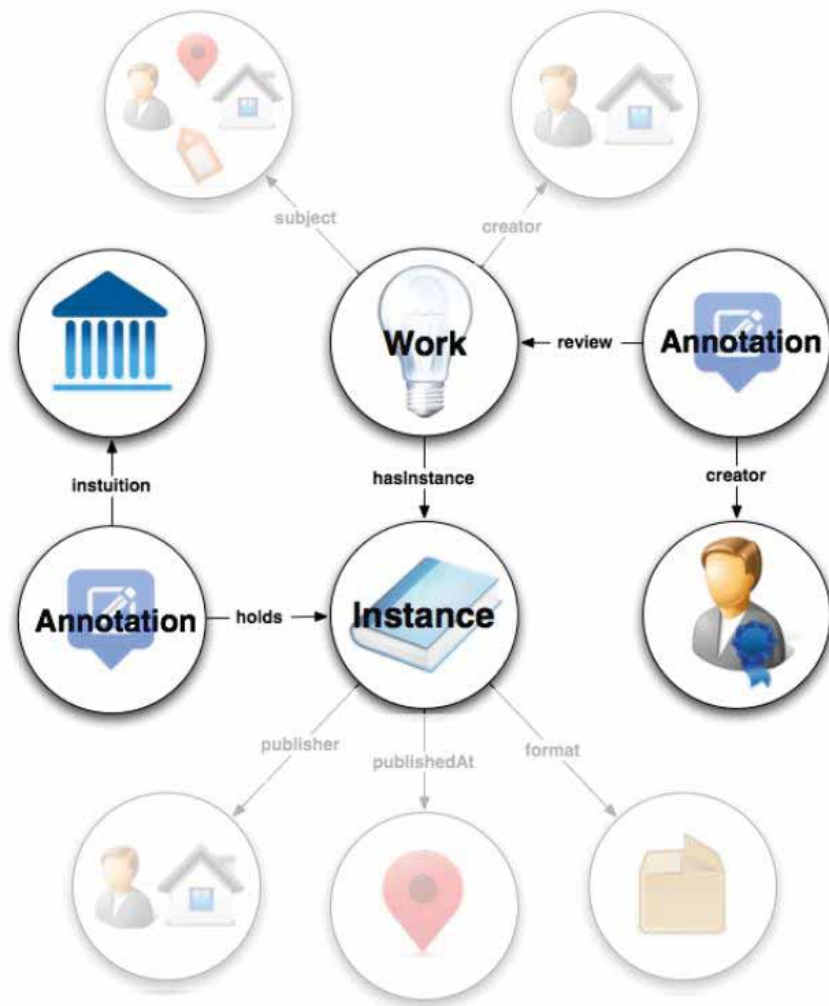 subject
creator
Work
review
Annotation
instuition
hasInstance
creator
Annotation
holds
Instance
publisher
publishedAt
format